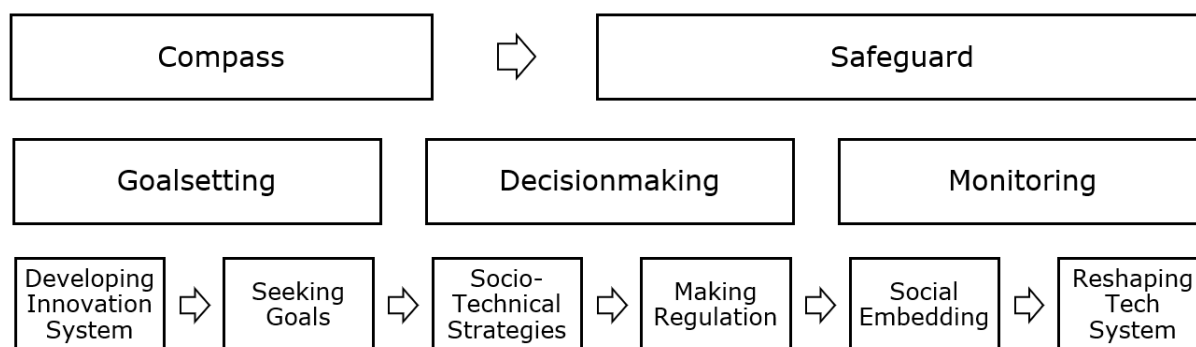 Compass
Safeguard
Goalsetting
Decisionmaking
Monitoring
Developing
Innovation
System
Seeking
Goals
Socio-
Technical
Strategies
Making
Regulation
Social
Embedding
Reshaping
Tech
System